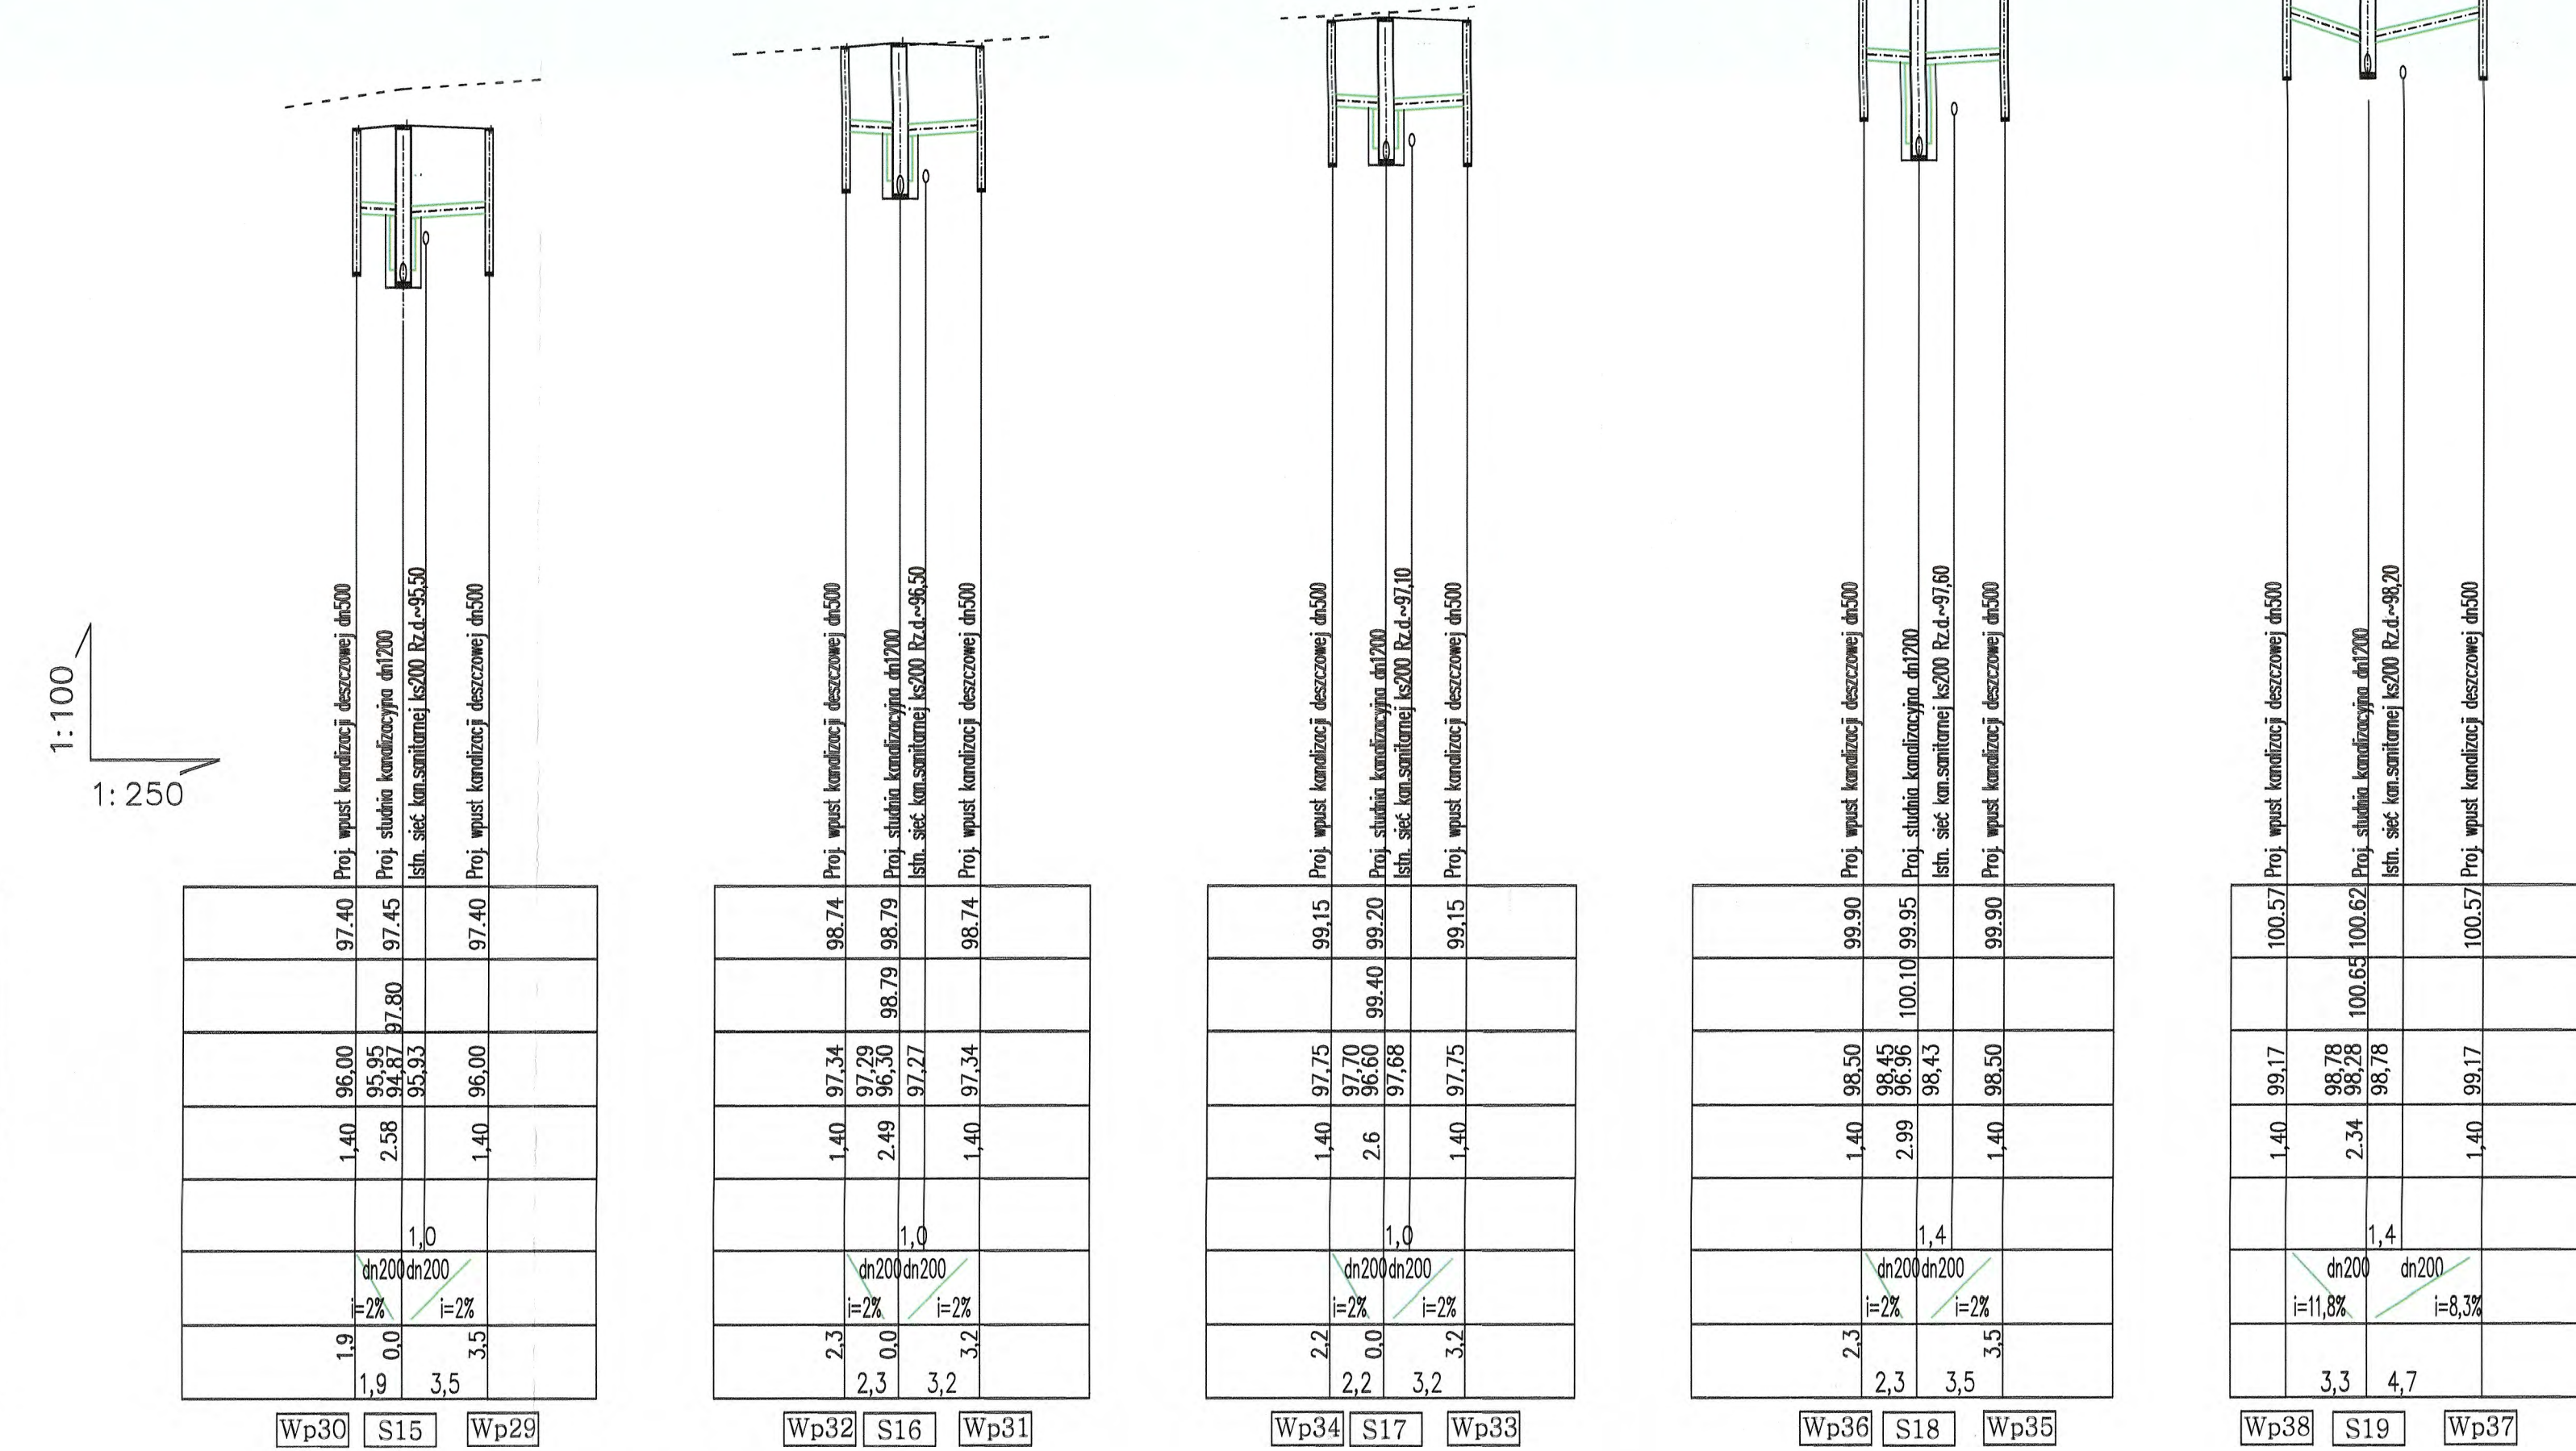 1:100
1:250
Proj. wpust kanalizacji deszczowej dn500
Proj. studnia kanalizacyjna dn1200
Istn. sieć kan.sanitarnej ks200 Rz.d.~95,50
Proj. wpust kanalizacji deszczowej dn500
97.40
97.45
97.40
97.80
96,00
95,95
94.87
95,93
96,00
1,40
2.58
1,40
1,0
dn200
dn200
i=2%
i=2%
1,9
0,0
3,5
1,9
3,5
Wp30
S15
Wp29
Proj. wpust kanalizacji deszczowej dn500
Proj. studnia kanalizacyjna dn1200
Istn. sieć kan.sanitarnej ks200 Rz.d.~96,50
Proj. wpust kanalizacji deszczowej dn500
98.74
98.79
98.74
98.79
97,34
97,29
96,30
97,27
97,34
1,40
2.49
1,40
1,0
dn200
dn200
i=2%
i=2%
2,3
0,0
3,2
2,3
3,2
Wp32
S16
Wp31
Proj. wpust kanalizacji deszczowej dn500
Proj. studnia kanalizacyjna dn1200
Istn. sieć kan.sanitarnej ks200 Rz.d.~97,10
Proj. wpust kanalizacji deszczowej dn500
99,15
99.20
99,15
99.40
97,75
97,70
96.60
97,68
97,75
1,40
2.6
1,40
1,0
dn200
dn200
i=2%
i=2%
2,2
0,0
3,2
2,2
3,2
Wp34
S17
Wp33
Proj. wpust kanalizacji deszczowej dn500
Proj. studnia kanalizacyjna dn1200
Istn. sieć kan.sanitarnej ks200 Rz.d.~97,60
Proj. wpust kanalizacji deszczowej dn500
99.90
99.95
99.90
100.10
98,50
98,45
96.96
98,43
98,50
1,40
2.99
1,40
1,4
dn200
dn200
i=2%
i=2%
2,3
3,5
2,3
3,5
Wp36
S18
Wp35
Proj. wpust kanalizacji deszczowej dn500
Proj. studnia kanalizacyjna dn1200
Istn. sieć kan.sanitarnej ks200 Rz.d.~98,20
Proj. wpust kanalizacji deszczowej dn500
100.57
100.62
100.57
100.65
99,17
98,78
98,28
98,78
99,17
1,40
2.34
1,40
1,4
dn200
dn200
i=11,8%
i=8,3%
3,3
4,7
Wp38
S19
Wp37